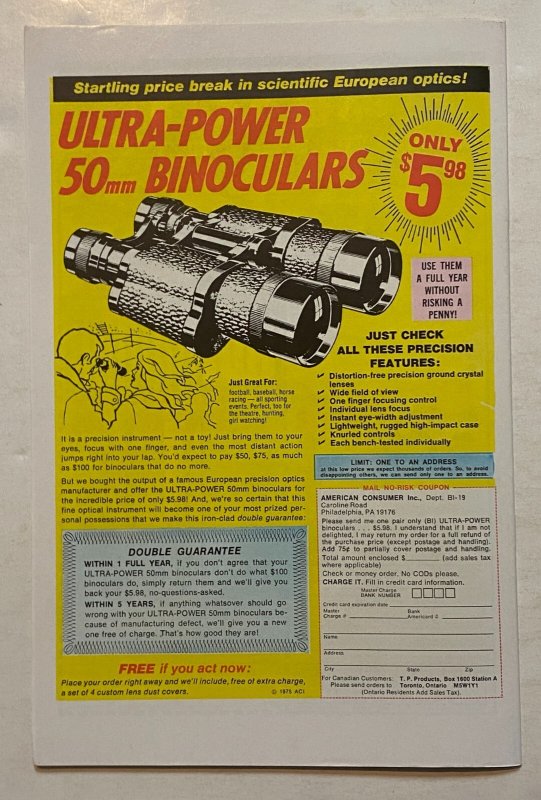 Startling price break in scientific European optics!
ULTRA-POWER
50mm BINOCULARS
ONLY
$5.98
USE THEM
A FULL YEAR
WITHOUT
RISKING A
PENNY!
JUST CHECK
ALL THESE PRECISION
FEATURES:
✓ Distortion-free precision ground crystal
lenses
✓ Wide field of view
✓ One finger focusing control
✓ Individual lens focus
✓ Instant eye-width adjustment
✓ Lightweight, rugged high-impact case
✓ Knurled controls
✓ Each bench-tested individually
Just Great For:
football, baseball, horse
racing — all sporting
events. Perfect, too for
the theatre, hunting,
girl watching!
It is a precision instrument — not a toy! Just bring them to your
eyes, focus with one finger, and even the most distant action
jumps right into your lap. You'd expect to pay $50, $75, as much
as $100 for binoculars that do no more.
But we bought the output of a famous European precision optics
manufacturer and offer the ULTRA-POWER 50mm binoculars for
the incredible price of only $5.98! And, we're so certain that this
fine optical instrument will become one of your most prized per-
sonal possessions that we make this iron-clad double guarantee:
DOUBLE GUARANTEE
WITHIN 1 FULL YEAR, if you don't agree that your
ULTRA-POWER 50mm binoculars don't do what $100
binoculars do, simply return them and we'll give you
back your $5.98, no-questions-asked.
WITHIN 5 YEARS, if anything whatsoever should go
wrong with your ULTRA-POWER 50mm binoculars be-
cause of manufacturing defect, we'll give you a new
one free of charge. That's how good they are!
FREE if you act now:
Place your order right away and we'll include, free of extra charge,
a set of 4 custom lens dust covers.
© 1975 ACI
LIMIT: ONE TO AN ADDRESS
at this low price we expect thousands of orders. So, to avoid
disappointing others, we can send only one to an address.
MAIL NO-RISK COUPON
AMERICAN CONSUMER Inc., Dept. BI-19
Caroline Road
Philadelphia, PA 19176
Please send me one pair only (BI) ULTRA-POWER
binoculars . . . $5.98. I understand that if I am not
delighted, I may return my order for a full refund of
the purchase price (except postage and handling).
Add 75¢ to partially cover postage and handling.
Total amount enclosed $ (add sales tax
where applicable)
Check or money order. No CODs please.
CHARGE IT. Fill in credit card information.
Master Charge
BANK NUMBER
Credit card expiration date
Master Bank
Charge # Americard #
Name
Address
City State Zip
For Canadian Customers: T. P. Products, Box 1600 Station A
Please send orders to Toronto, Ontario M5W1Y1
(Ontario Residents Add Sales Tax).